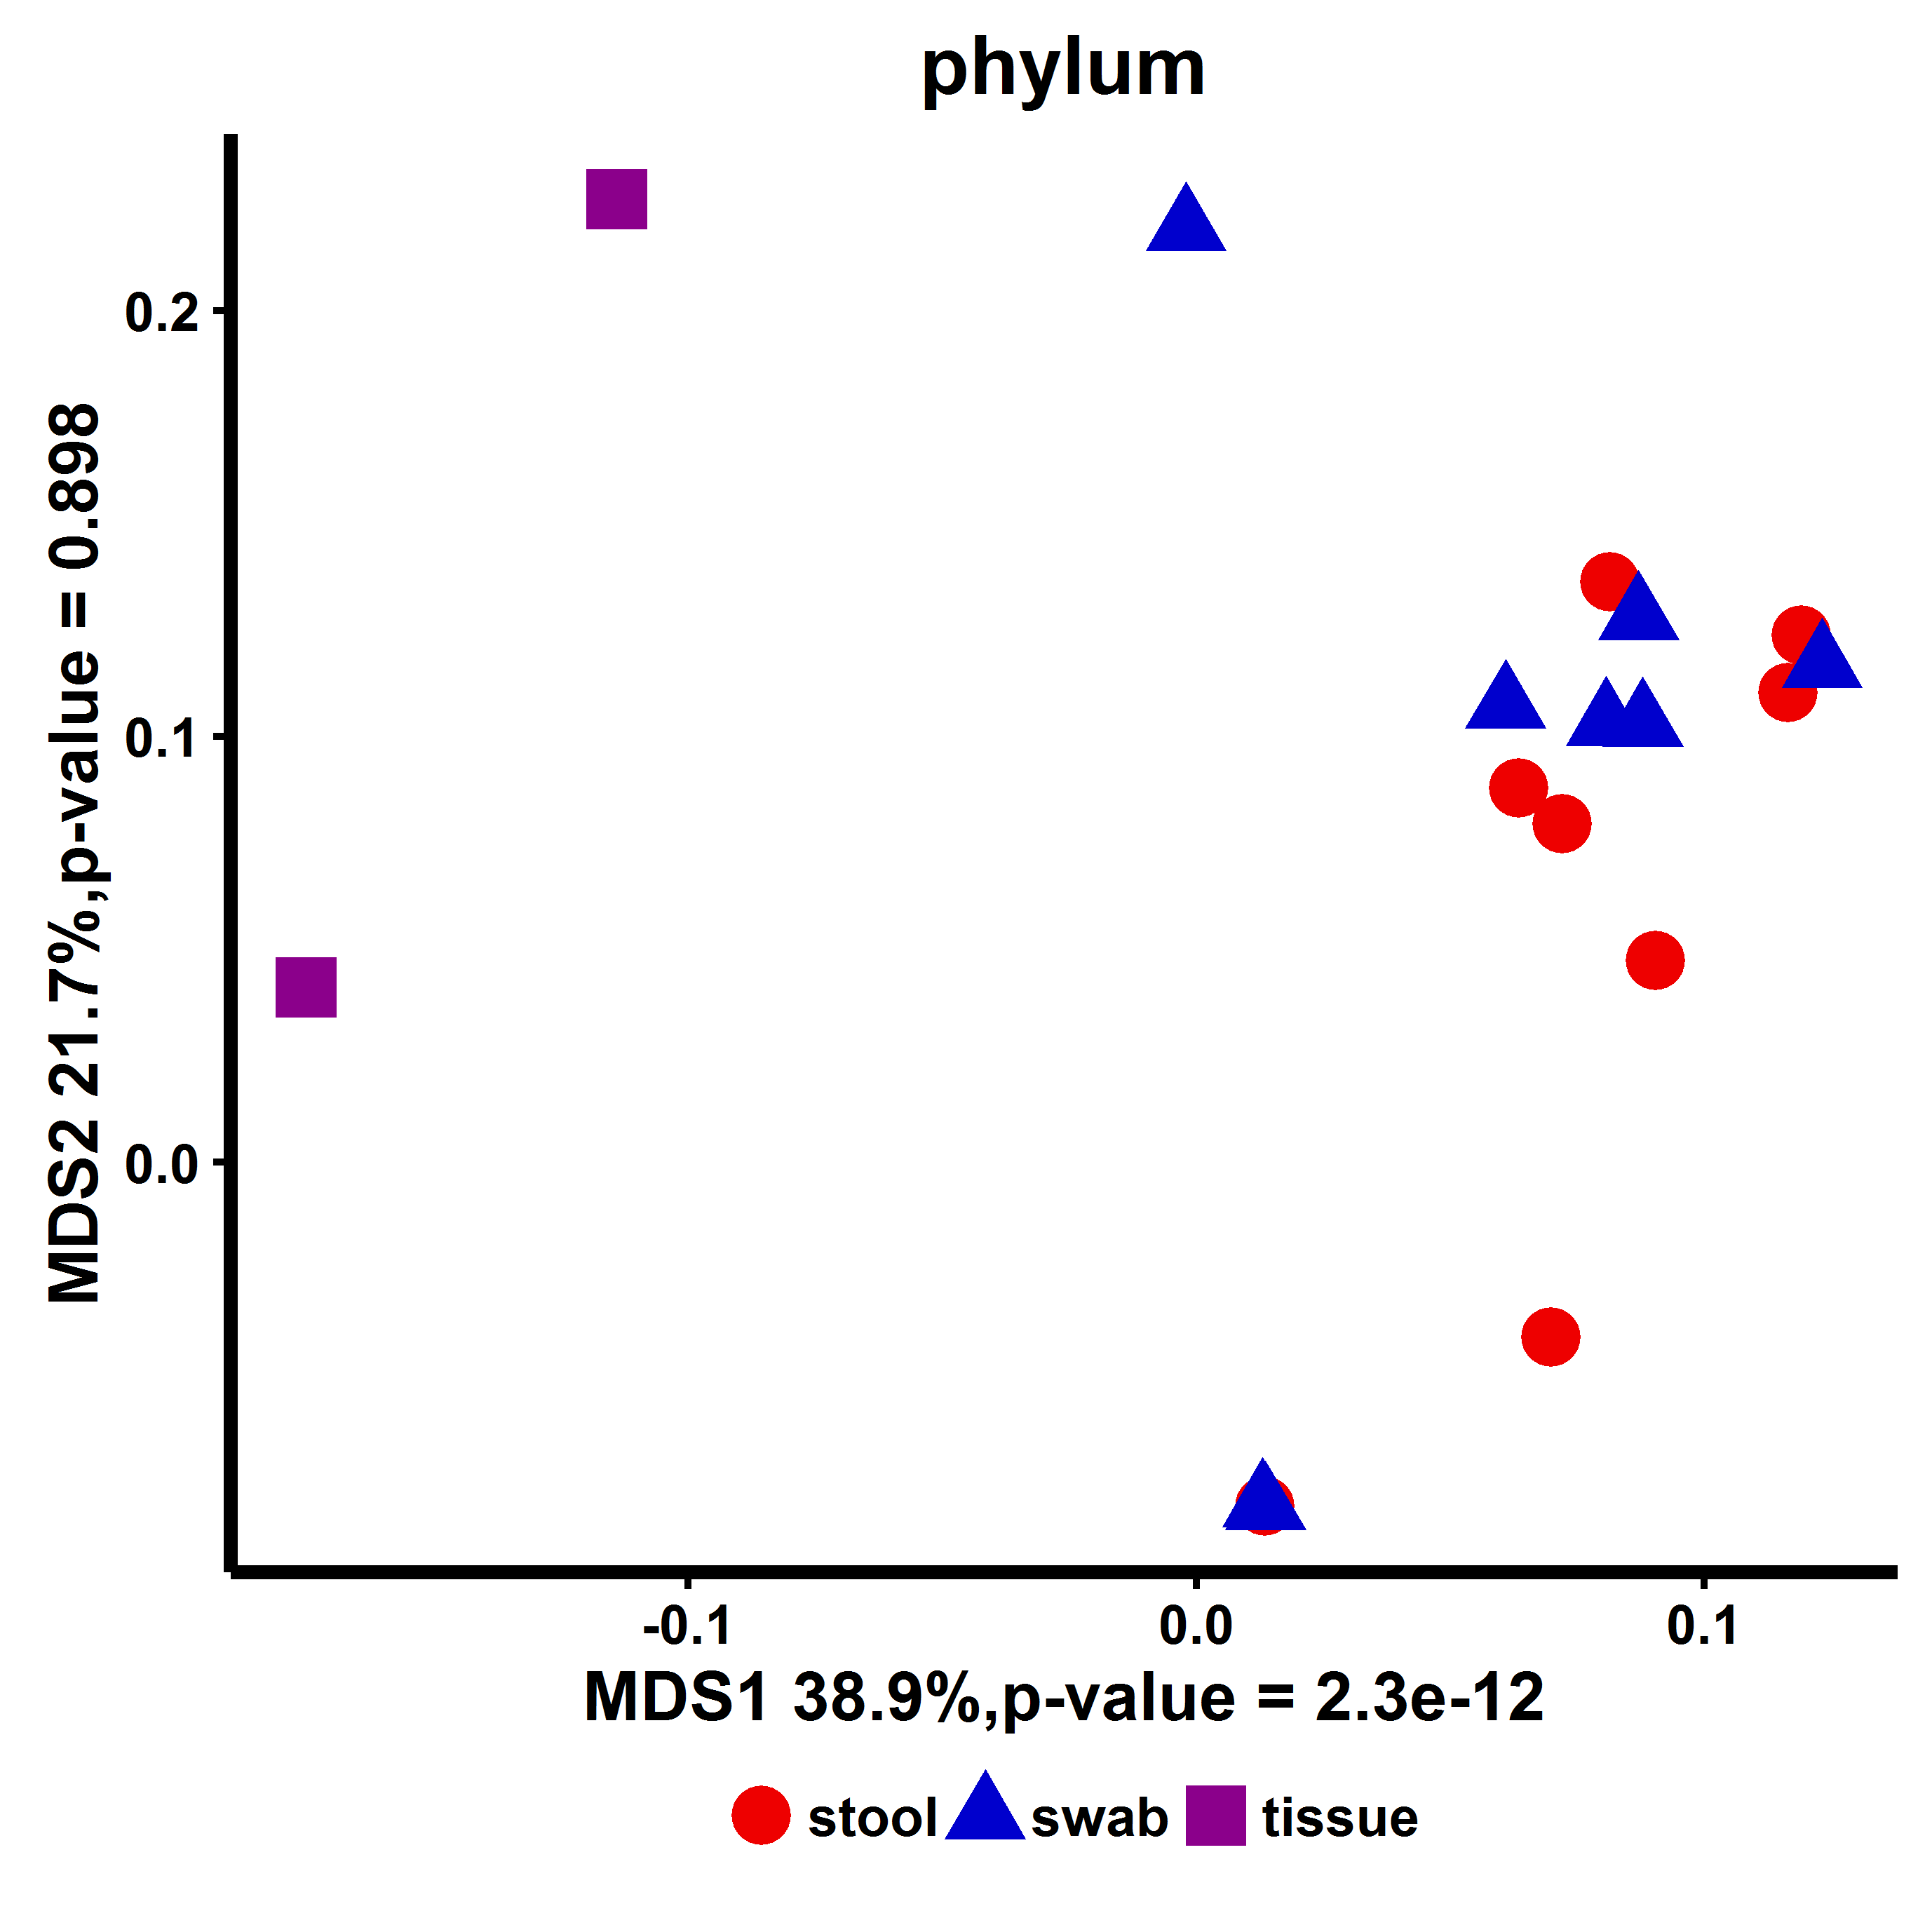 phylum
MDS2 21.7%,p-value = 0.898
0.2
0.1
0.0
-0.1 0.0 0.1
MDS1 38.9%,p-value = 2.3e-12
stool swab tissue